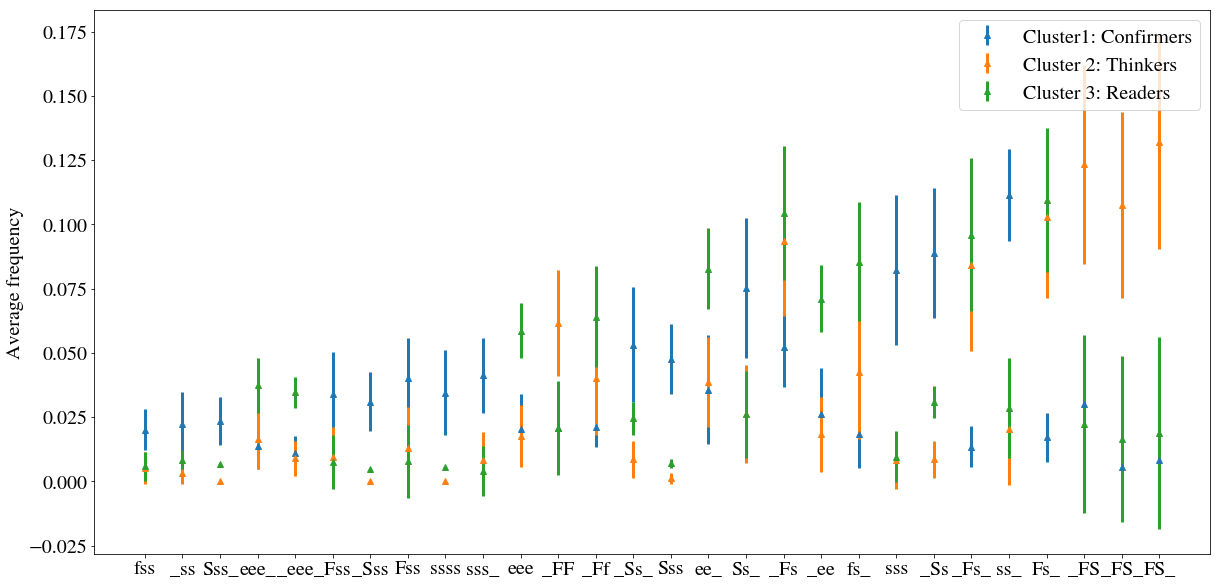 0.175
0.150
0.125
0.100
0.075
0.050
0.025
0.000
−0.025
Average frequency
Cluster1: Confirmers
Cluster 2: Thinkers
Cluster 3: Readers
fss _ss Sss_ eee_ _eee _Fss _Sss Fss ssss sss_ eee _FF _Ff _Ss_ Sss ee_ Ss_ _Fs _ee fs_ sss _Ss _Fs_ ss_ Fs_ _FS _FS_ FS_